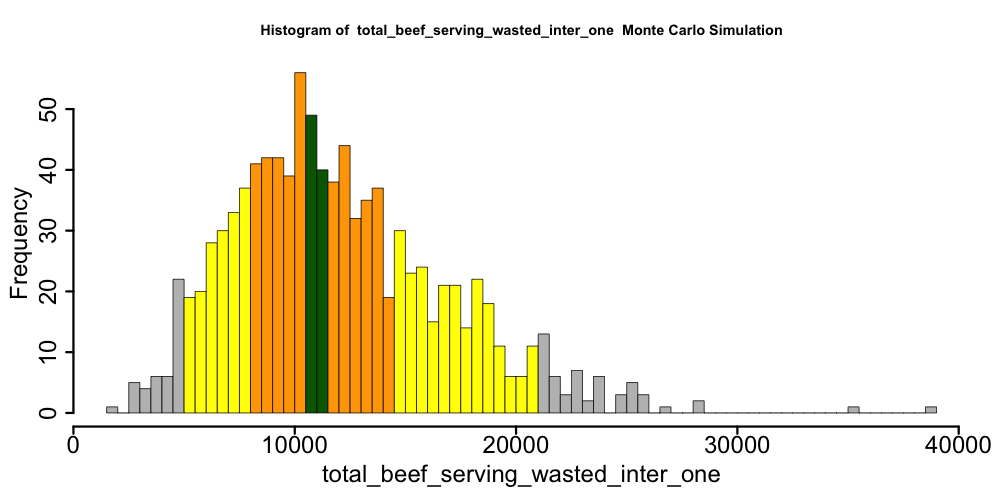 Histogram of  total_beef_serving_wasted_inter_one  Monte Carlo Simulation
Frequency
50
40
30
20
10
0
0 10000 20000 30000 40000
total_beef_serving_wasted_inter_one